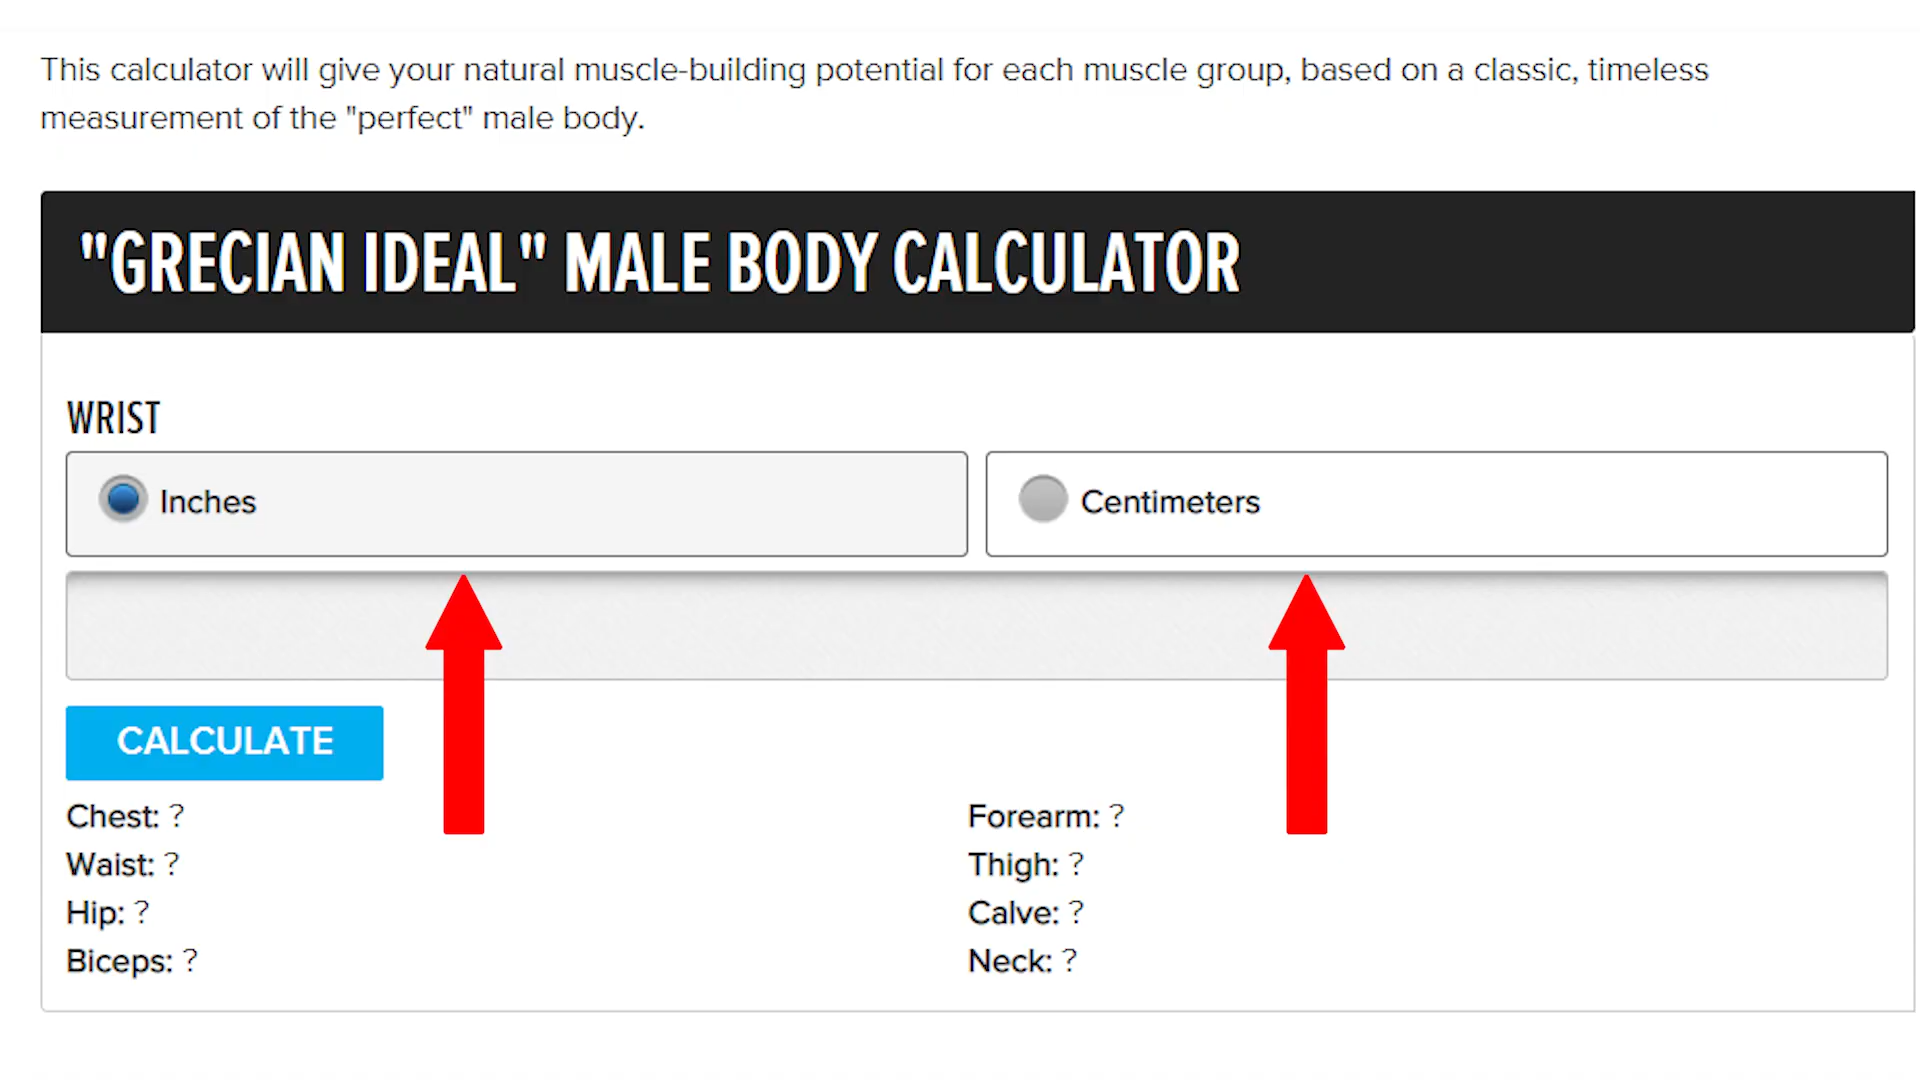 This calculator will give your natural muscle-building potential for each muscle group, based on a classic, timeless
measurement of the "perfect" male body.
"GRECIAN IDEAL" MALE BODY CALCULATOR
WRIST
Inches
Centimeters
CALCULATE
Chest: ?
Waist: ?
Hip: ?
Biceps: ?
Forearm: ?
Thigh: ?
Calve: ?
Neck: ?